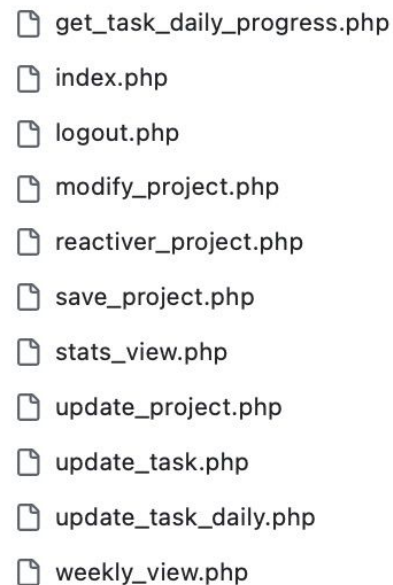 get_task_daily_progress.php
index.php
logout.php
modify_project.php
reactiver_project.php
save_project.php
stats_view.php
update_project.php
update_task.php
update_task_daily.php
weekly_view.php